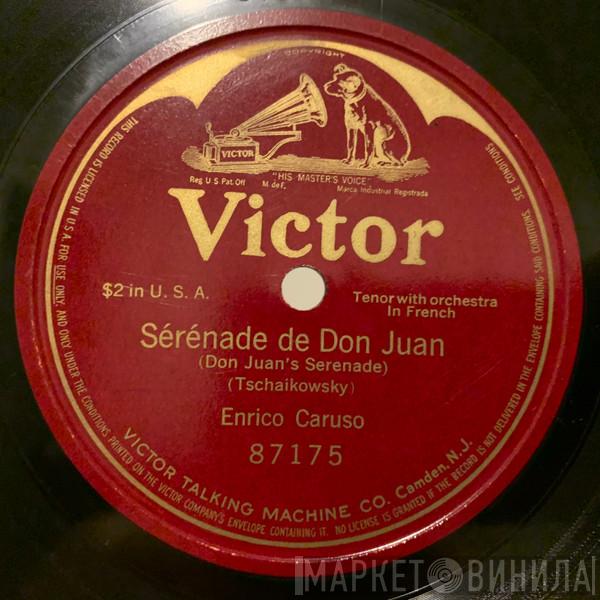 COPYRIGHT
VICTOR
"HIS MASTER'S VOICE"
Reg. U S Pat. Off M de F. Marca Industrial Registrada
Victor
$2 in U. S. A.
Tenor with orchestra
In French
Sérénade de Don Juan
(Don Juan's Serenade)
(Tschaikowsky)
Enrico Caruso
87175
VICTOR TALKING MACHINE CO. Camden, N.J.
THIS RECORD IS LICENSED IN U.S.A. FOR USE ONLY, AND ONLY UNDER THE CONDITIONS PRINTED ON THE VICTOR COMPANY'S ENVELOPE CONTAINING IT. NO LICENSE IS GRANTED IF THE RECORD IS NOT DELIVERED IN THE ENVELOPE CONTAINING SAID CONDITIONS. SEE CONDITIONS
МАРКЕТ ВИНИЛА